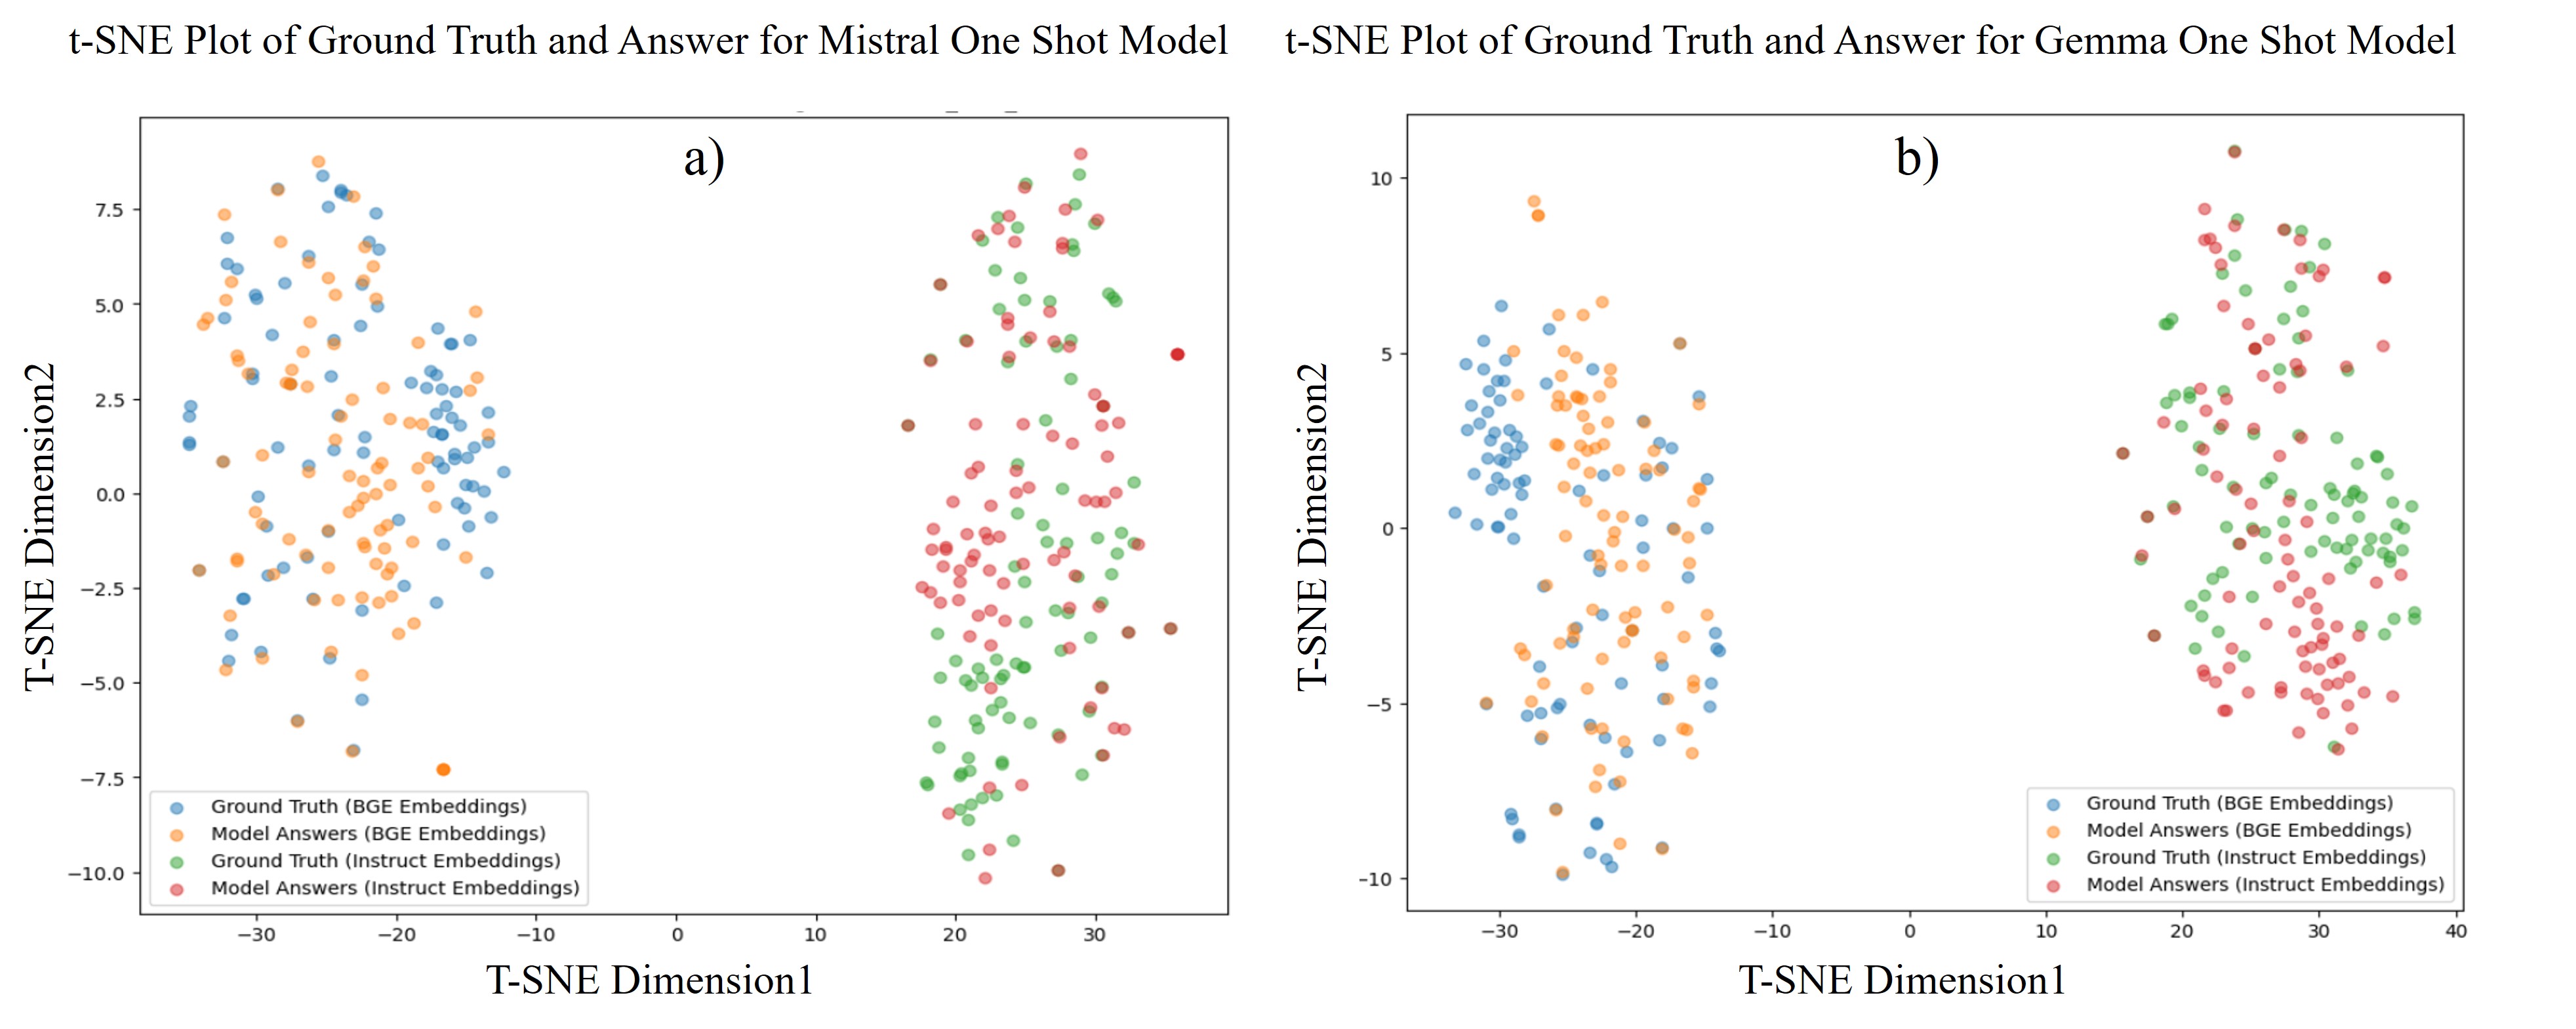 t-SNE Plot of Ground Truth and Answer for Mistral One Shot Model
a)
T-SNE Dimension2
7.5
5.0
2.5
0.0
−2.5
−5.0
−7.5
−10.0
Ground Truth (BGE Embeddings)
Model Answers (BGE Embeddings)
Ground Truth (Instruct Embeddings)
Model Answers (Instruct Embeddings)
−30 −20 −10 0 10 20 30
T-SNE Dimension1
t-SNE Plot of Ground Truth and Answer for Gemma One Shot Model
b)
T-SNE Dimension2
10
5
0
−5
−10
Ground Truth (BGE Embeddings)
Model Answers (BGE Embeddings)
Ground Truth (Instruct Embeddings)
Model Answers (Instruct Embeddings)
−30 −20 −10 0 10 20 30 40
T-SNE Dimension1